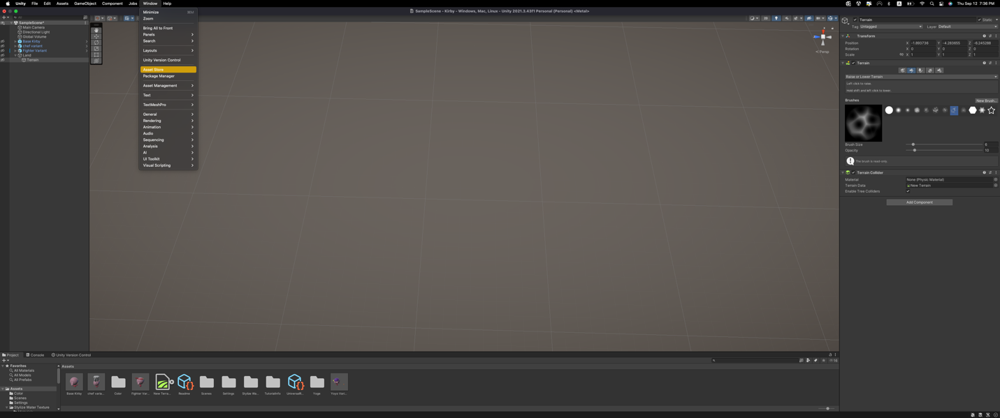 Unity File Edit Assets GameObject Component Jobs Window Help Thu Sep 12 7:36 PM
SampleScene - Kirby - Windows, Mac, Linux - Unity 2021.3.43f1 Personal (Personal) <Metal>
Minimize ⌘M
Zoom
Bring All to Front
Panels
Search
Layouts
Unity Version Control
Asset Store
Package Manager
Asset Management
Text
TextMeshPro
General
Rendering
Animation
Audio
Sequencing
Analysis
AI
UI Toolkit
Visual Scripting
SampleScene*
Main Camera
Directional Light
Global Volume
Base Kirby
chef variant
Fighter Variant
Land
Terrain
2D
Persp
Terrain Static
Tag Untagged Layer Default
Transform
Position X -1.893736 Y -4.283655 Z -6.245288
Rotation X 0 Y 0 Z 0
Scale X 1 Y 1 Z 1
Terrain
Raise or Lower Terrain
Left click to raise.
Hold shift and left click to lower.
Brushes New Brush...
Brush Size 6
Opacity 10
The brush is read-only.
Terrain Collider
Material None (Physic Material)
Terrain Data New Terrain
Enable Tree Colliders
Add Component
Project Console Unity Version Control
Favorites
All Materials
All Models
All Prefabs
Assets
Color
Scenes
Settings
Stylize Water Texture
Assets
16
Base Kirby chef varia... Color Fighter Var... New Terra... Readme Scenes Settings Stylize Wa... TutorialInfo UniversalR... Yoga Toyo Vari...